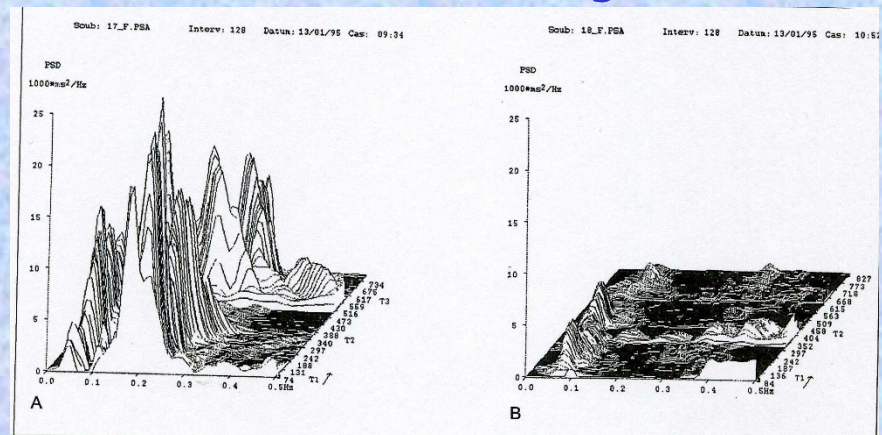 Soub: 17_F.PSA Interv: 128 Datum: 13/01/95 Cas: 09:34
PSD
1000*ms²/Hz
25
20
15
10
5
0
0.0 0.1 0.2 0.3 0.4 0.5Hz
734
675
617
559
516
473
430
388
340
297
242
188
131
74
T3
T2
T1
A
Soub: 18_F.PSA Interv: 128 Datum: 13/01/95 Cas: 10:52
PSD
1000*ms²/Hz
25
20
15
10
5
0
0.0 0.1 0.2 0.3 0.4 0.5Hz
827
773
718
668
615
563
509
458
404
352
297
242
187
136
84
T2
T1
B